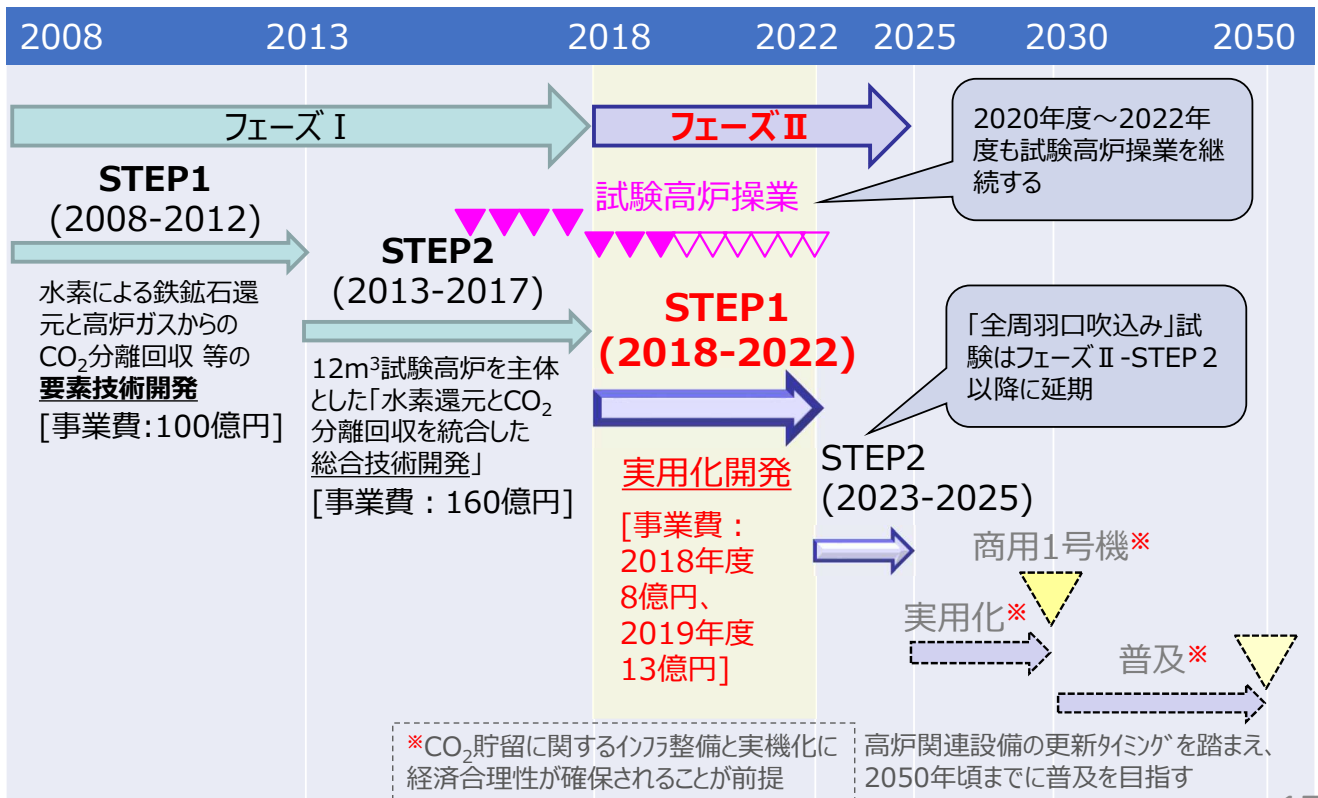 2008 2013 2018 2022 2025 2030 2050
フェーズⅠ
フェーズⅡ
2020年度～2022年
度も試験高炉操業を継
続する
STEP1
(2008-2012)
試験高炉操業
STEP2
(2013-2017)
水素による鉄鉱石還
元と高炉ガスからの
CO₂分離回収 等の
要素技術開発
[事業費:100億円]
12m³試験高炉を主体
とした「水素還元とCO₂
分離回収を統合した
総合技術開発」
[事業費：160億円]
STEP1
(2018-2022)
実用化開発
[事業費：
2018年度
8億円、
2019年度
13億円]
「全周羽口吹込み」試
験はフェーズⅡ-STEP 2
以降に延期
STEP2
(2023-2025)
商用1号機※
実用化※
普及※
※CO₂貯留に関するインフラ整備と実機化に
経済合理性が確保されることが前提
高炉関連設備の更新タイミングを踏まえ、
2050年頃までに普及を目指す